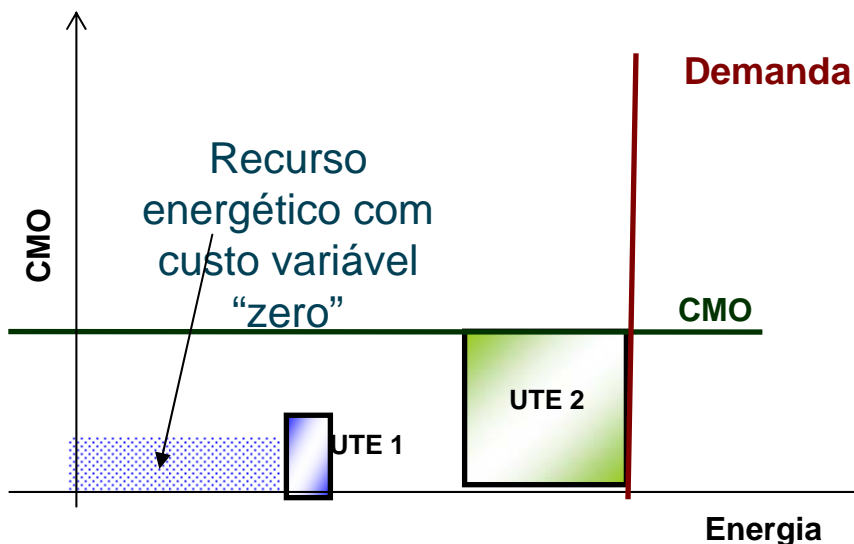 Demanda
Recurso
energético com
custo variável
“zero”
CMO
CMO
UTE 2
UTE 1
Energia